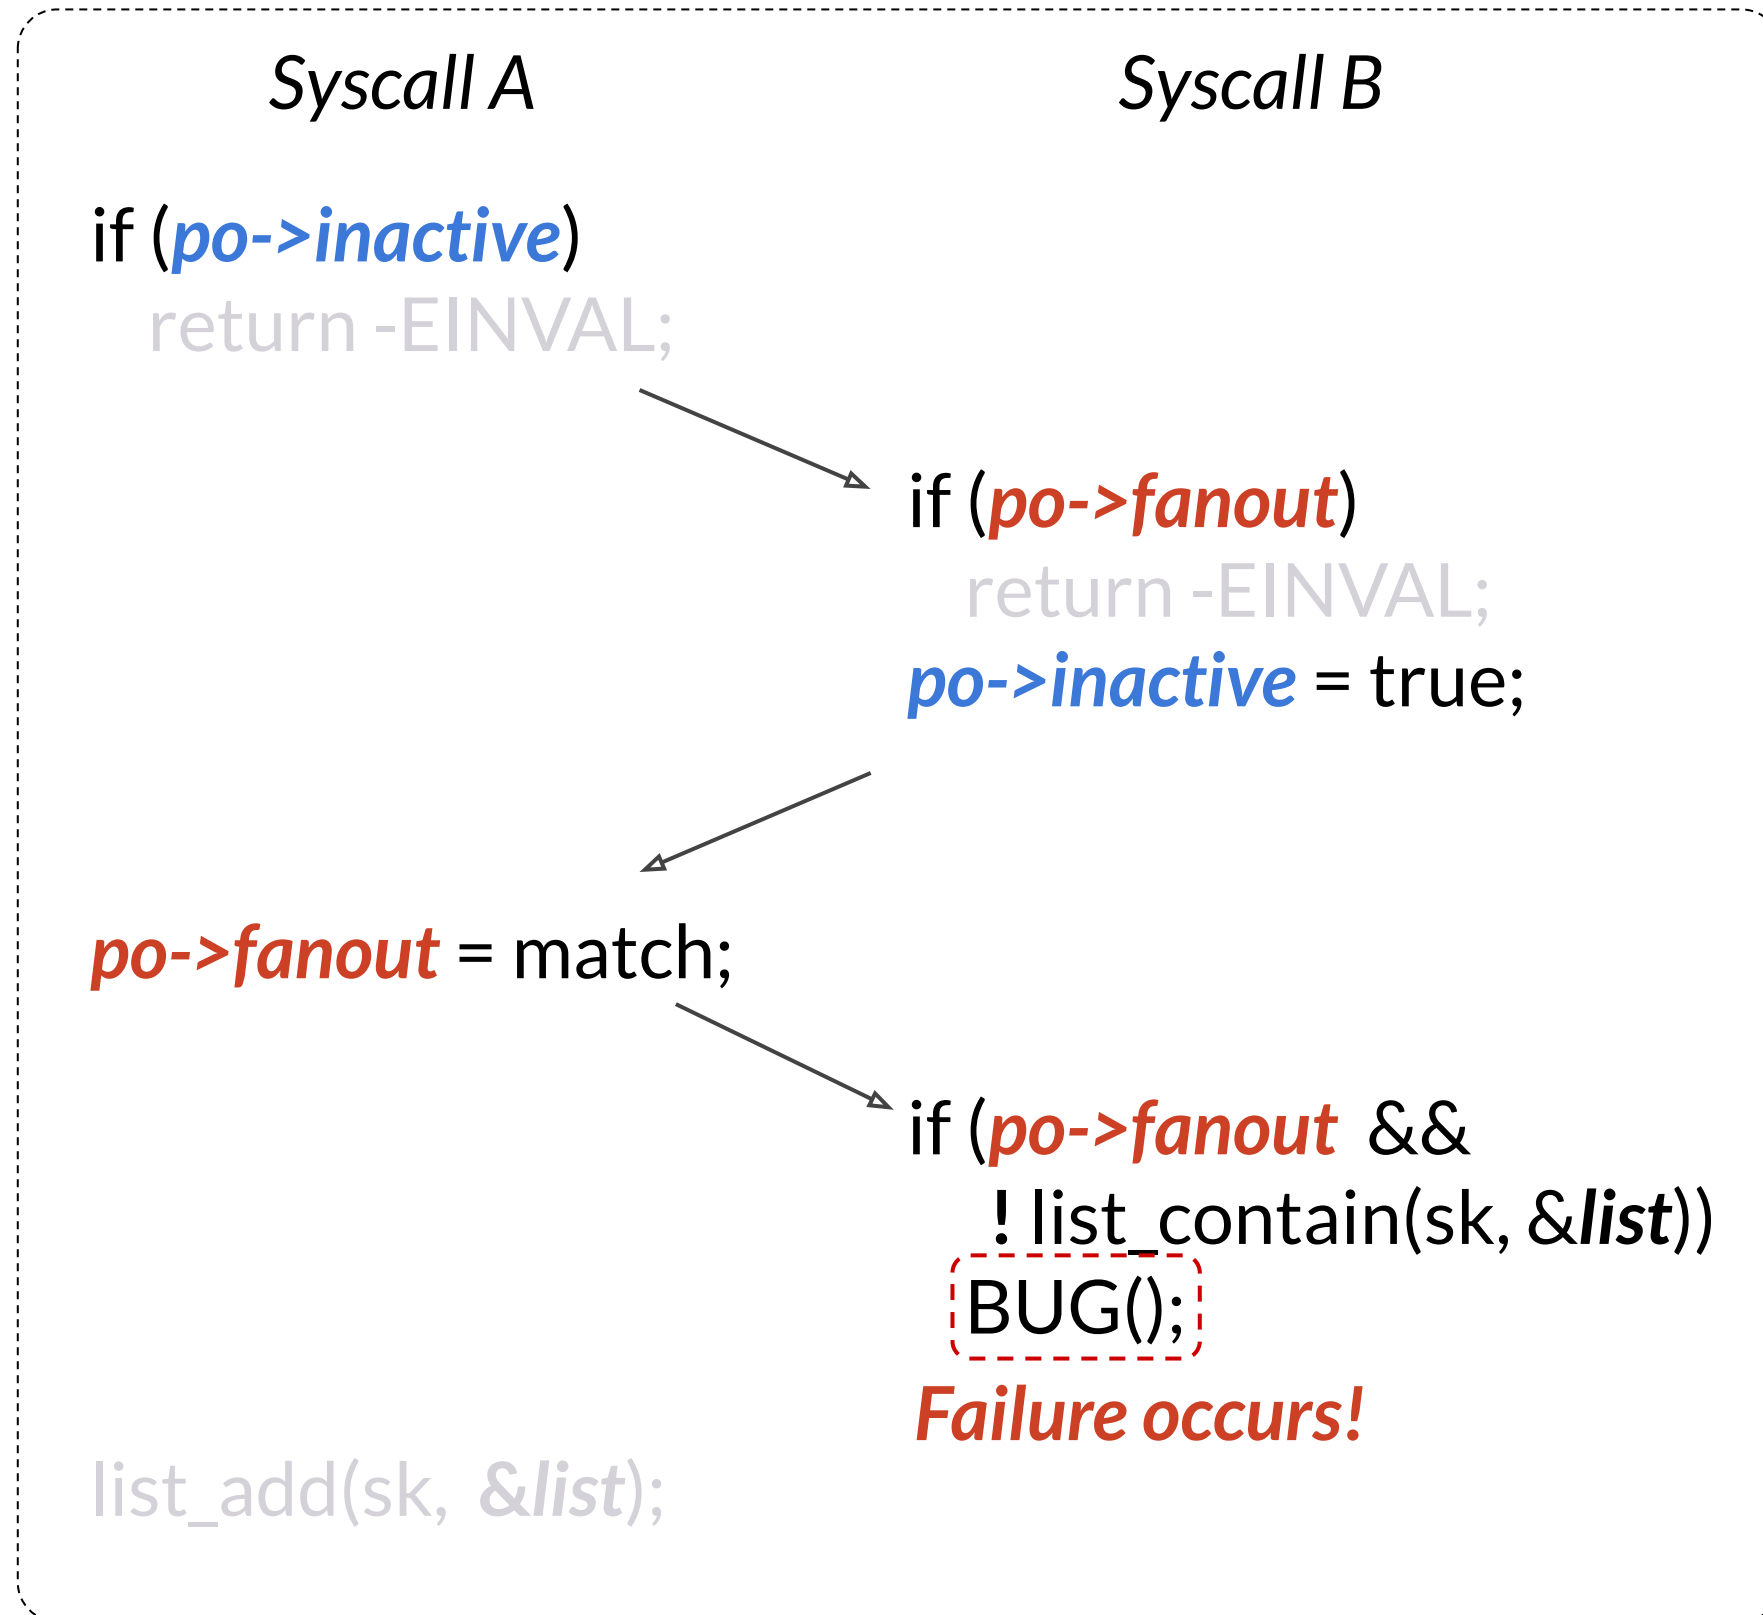 Syscall A
Syscall B
if (po->inactive)
return -EINVAL;
if (po->fanout)
return -EINVAL;
po->inactive = true;
po->fanout = match;
if (po->fanout &&
! list_contain(sk, &list))
BUG();
Failure occurs!
list_add(sk, &list);